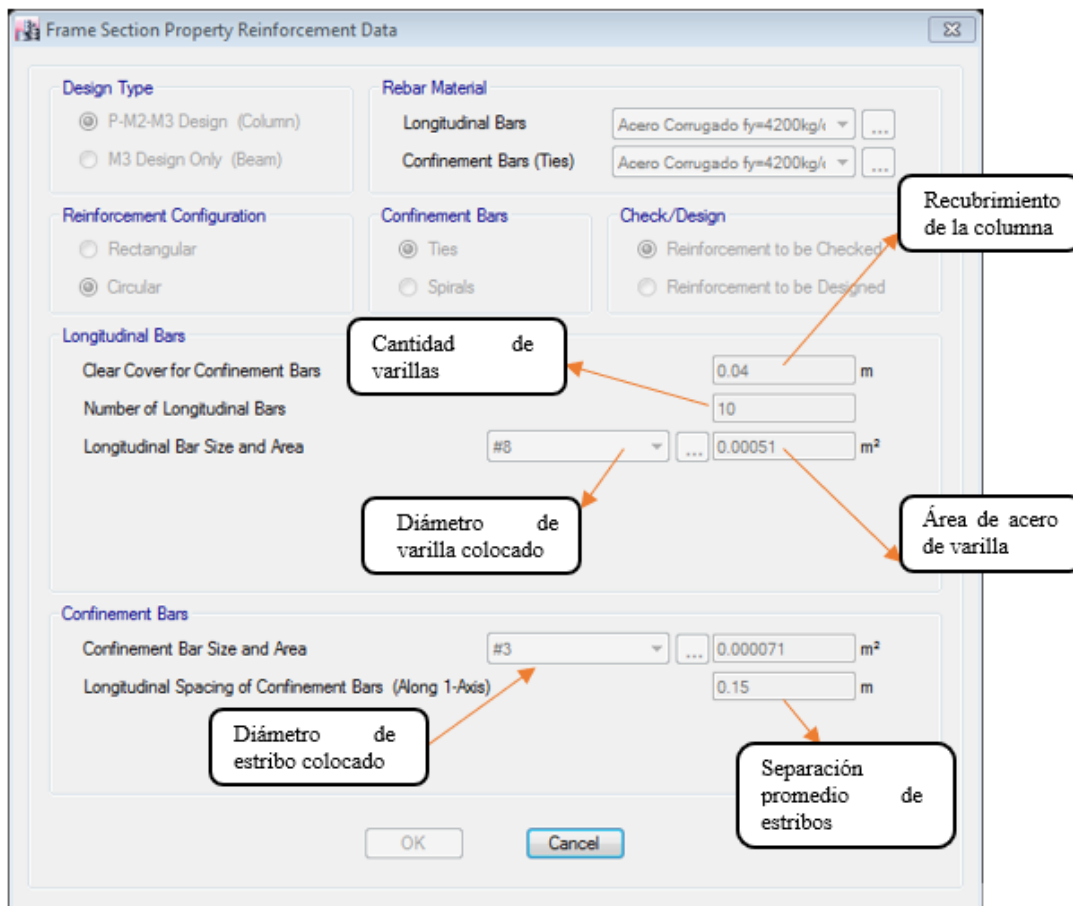 Frame Section Property Reinforcement Data
Design Type
P-M2-M3 Design (Column)
M3 Design Only (Beam)
Rebar Material
Longitudinal Bars
Acero Corrugado fy=4200kg/
...
Confinement Bars (Ties)
Acero Corrugado fy=4200kg/
...
Recubrimiento
de la columna
Reinforcement Configuration
Rectangular
Circular
Confinement Bars
Ties
Spirals
Check/Design
Reinforcement to be Checked
Reinforcement to be Designed
Longitudinal Bars
Cantidad de
varillas
Clear Cover for Confinement Bars
0.04 m
Number of Longitudinal Bars
10
Longitudinal Bar Size and Area
#8 ... 0.00051 m²
Diámetro de
varilla colocado
Área de acero
de varilla
Confinement Bars
Confinement Bar Size and Area
#3 ... 0.000071 m²
Longitudinal Spacing of Confinement Bars (Along 1-Axis)
0.15 m
Diámetro de
estribo colocado
Separación
promedio de
estribos
OK
Cancel